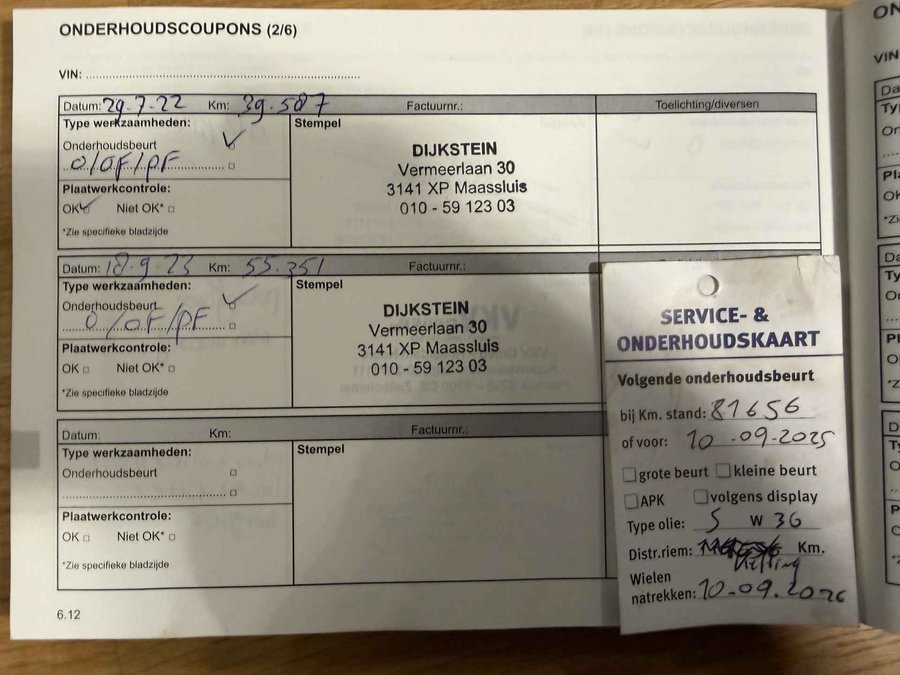 ONDERHOUDSCOUPONS (2/6)
VIN:
Datum: 29-7-22 Km: 39.587 Factuurnr.: Toelichting/diversen
Type werkzaamheden:
Onderhoudsbeurt
O/OF/PF
Plaatwerkcontrole:
OK Niet OK*
*Zie specifieke bladzijde
Stempel
DIJKSTEIN
Vermeerlaan 30
3141 XP Maassluis
010 - 59 123 03
Datum: 18-9-23 Km: 55.351 Factuurnr.:
Type werkzaamheden:
Onderhoudsbeurt
O/OF/PF
Plaatwerkcontrole:
OK Niet OK*
*Zie specifieke bladzijde
Stempel
DIJKSTEIN
Vermeerlaan 30
3141 XP Maassluis
010 - 59 123 03
Datum: Km: Factuurnr.:
Type werkzaamheden:
Onderhoudsbeurt
Plaatwerkcontrole:
OK Niet OK*
*Zie specifieke bladzijde
Stempel
6.12
SERVICE- &
ONDERHOUDSKAART
Volgende onderhoudsbeurt
bij Km. stand: 81656
of voor: 10-09-2025
grote beurt kleine beurt
APK volgens display
Type olie: 5 W 30
Distr.riem: Km.
Ketting
Wielen
natrekken: 10-09-2026